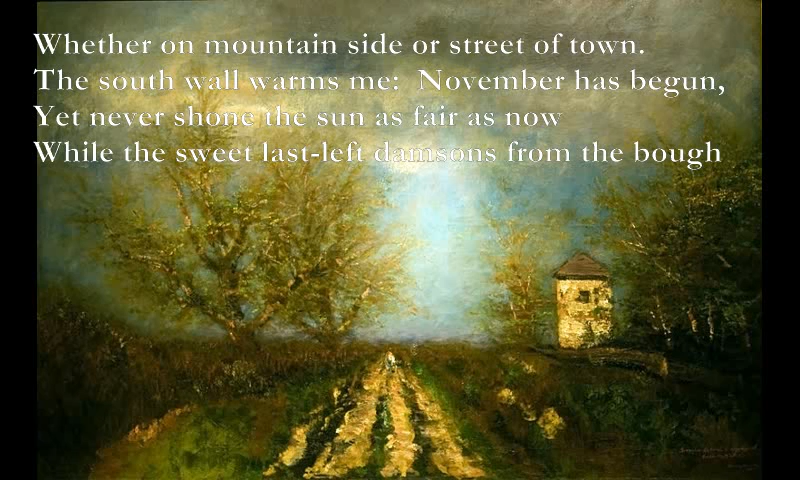 Whether on mountain side or street of town.
The south wall warms me:  November has begun,
Yet never shone the sun as fair as now
While the sweet last-left damsons from the bough